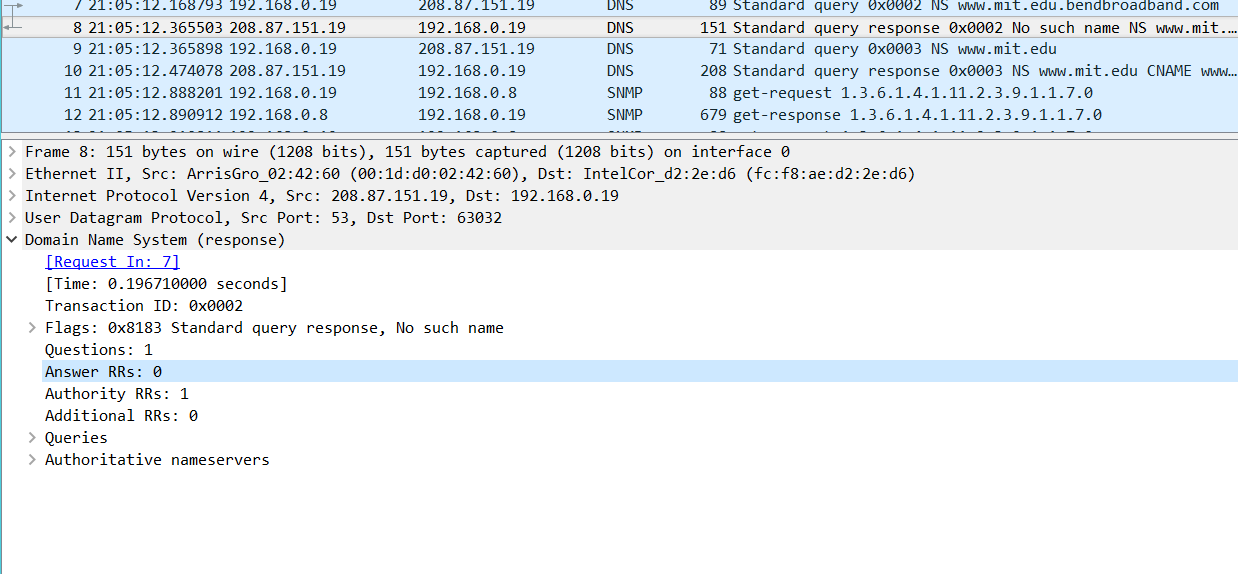 7 21:05:12.168793 192.168.0.19 208.87.151.19 DNS 89 Standard query 0x0002 NS www.mit.edu.bendbroadband.com
8 21:05:12.365503 208.87.151.19 192.168.0.19 DNS 151 Standard query response 0x0002 No such name NS www.mit.…
9 21:05:12.365898 192.168.0.19 208.87.151.19 DNS 71 Standard query 0x0003 NS www.mit.edu
10 21:05:12.474078 208.87.151.19 192.168.0.19 DNS 208 Standard query response 0x0003 NS www.mit.edu CNAME www…
11 21:05:12.888201 192.168.0.19 192.168.0.8 SNMP 88 get-request 1.3.6.1.4.1.11.2.3.9.1.1.7.0
12 21:05:12.890912 192.168.0.8 192.168.0.19 SNMP 679 get-response 1.3.6.1.4.1.11.2.3.9.1.1.7.0
Frame 8: 151 bytes on wire (1208 bits), 151 bytes captured (1208 bits) on interface 0
Ethernet II, Src: ArrisGro_02:42:60 (00:1d:d0:02:42:60), Dst: IntelCor_d2:2e:d6 (fc:f8:ae:d2:2e:d6)
Internet Protocol Version 4, Src: 208.87.151.19, Dst: 192.168.0.19
User Datagram Protocol, Src Port: 53, Dst Port: 63032
Domain Name System (response)
[Request In: 7]
[Time: 0.196710000 seconds]
Transaction ID: 0x0002
Flags: 0x8183 Standard query response, No such name
Questions: 1
Answer RRs: 0
Authority RRs: 1
Additional RRs: 0
Queries
Authoritative nameservers